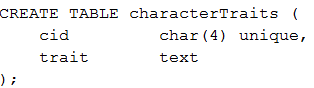 CREATE TABLE characterTraits (
    cid         char(4) unique,
    trait       text
);